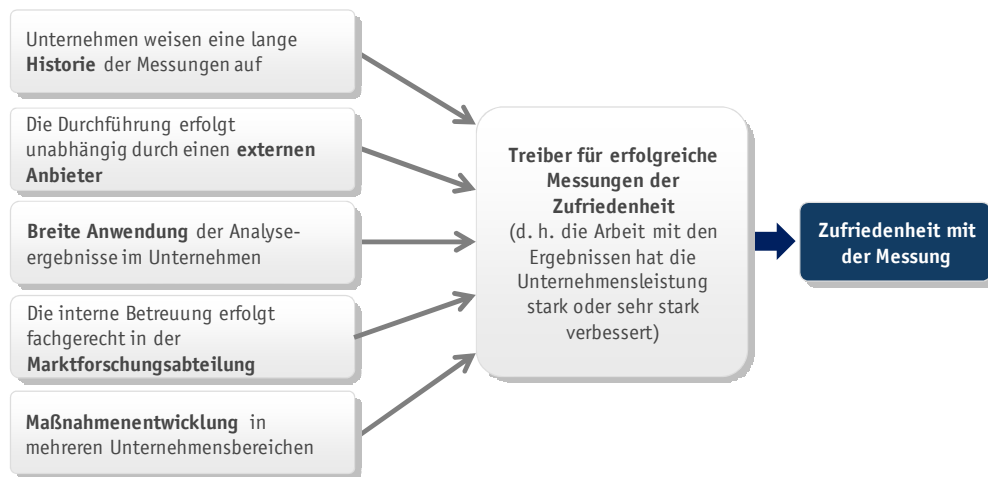 Unternehmen weisen eine lange
Historie der Messungen auf
Die Durchführung erfolgt
unabhängig durch einen externen
Anbieter
Breite Anwendung der Analyse-
ergebnisse im Unternehmen
Die interne Betreuung erfolgt
fachgerecht in der
Marktforschungsabteilung
Maßnahmenentwicklung in
mehreren Unternehmensbereichen
Treiber für erfolgreiche
Messungen der
Zufriedenheit
(d. h. die Arbeit mit den
Ergebnissen hat die
Unternehmensleistung
stark oder sehr stark
verbessert)
Zufriedenheit mit
der Messung